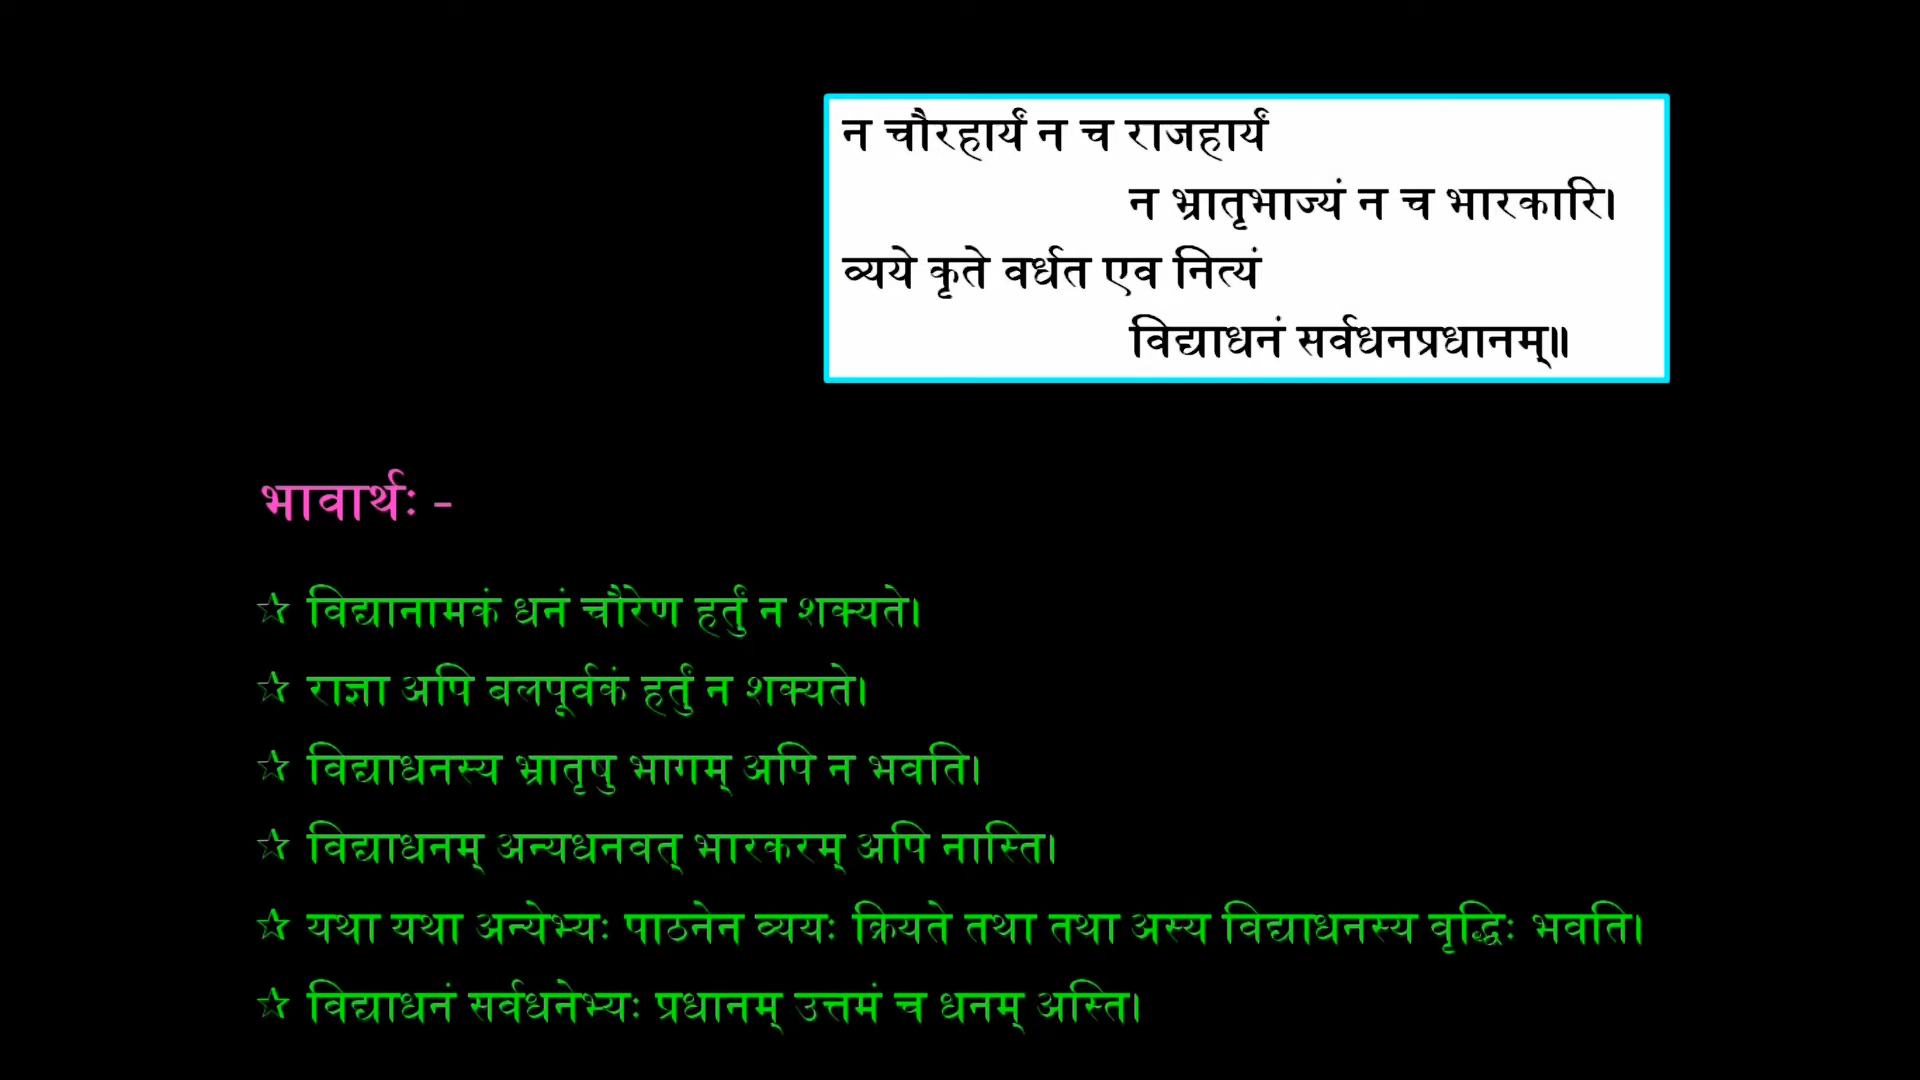 न चौरहार्यं न च राजहार्यं
न भ्रातृभाज्यं न च भारकारि।
व्यये कृते वर्धत एव नित्यं
विद्याधनं सर्वधनप्रधानम्॥
भावार्थः -
☆ विद्यानामकं धनं चौरेण हर्तुं न शक्यते।
☆ राज्ञा अपि बलपूर्वकं हर्तुं न शक्यते।
☆ विद्याधनस्य भ्रातृषु भागम् अपि न भवति।
☆ विद्याधनम् अन्यधनवत् भारकरम् अपि नास्ति।
☆ यथा यथा अन्येभ्यः पाठनेन व्ययः क्रियते तथा तथा अस्य विद्याधनस्य वृद्धिः भवति।
☆ विद्याधनं सर्वधनेभ्यः प्रधानम् उत्तमं च धनम् अस्ति।